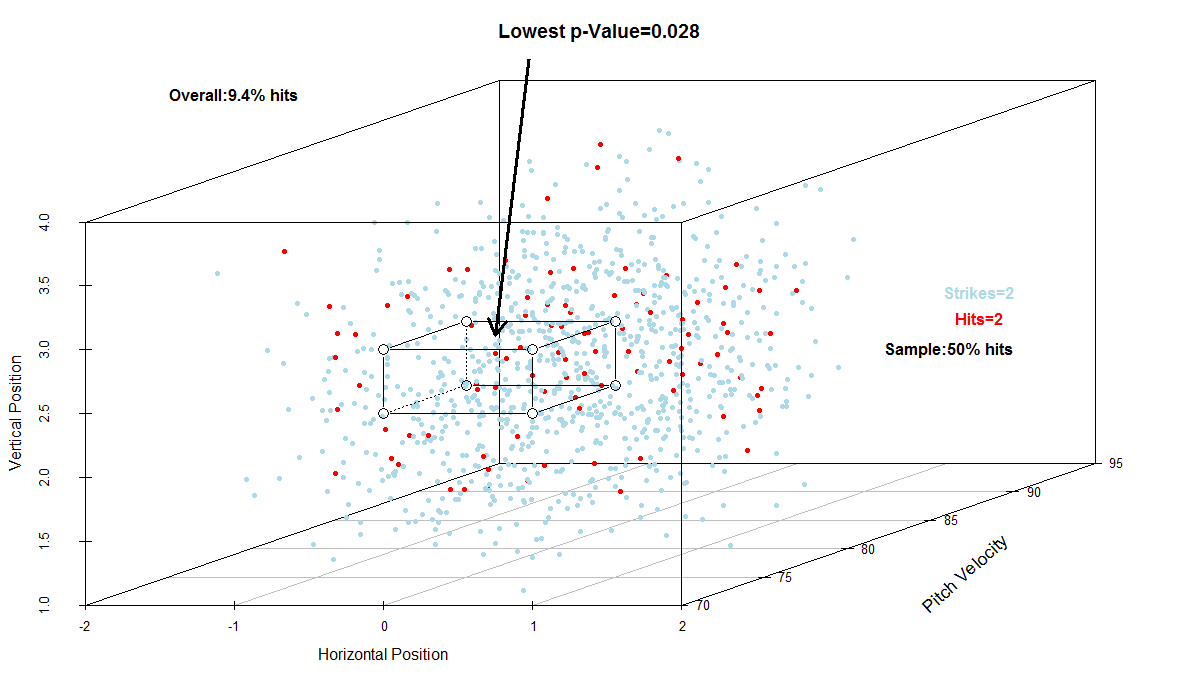 Lowest p-Value=0.028
Overall:9.4% hits
Strikes=2
Hits=2
Sample:50% hits
4.0
3.5
3.0
2.5
2.0
1.5
1.0
Vertical Position
-2
-1
0
1
2
Horizontal Position
70
75
80
85
90
95
Pitch Velocity